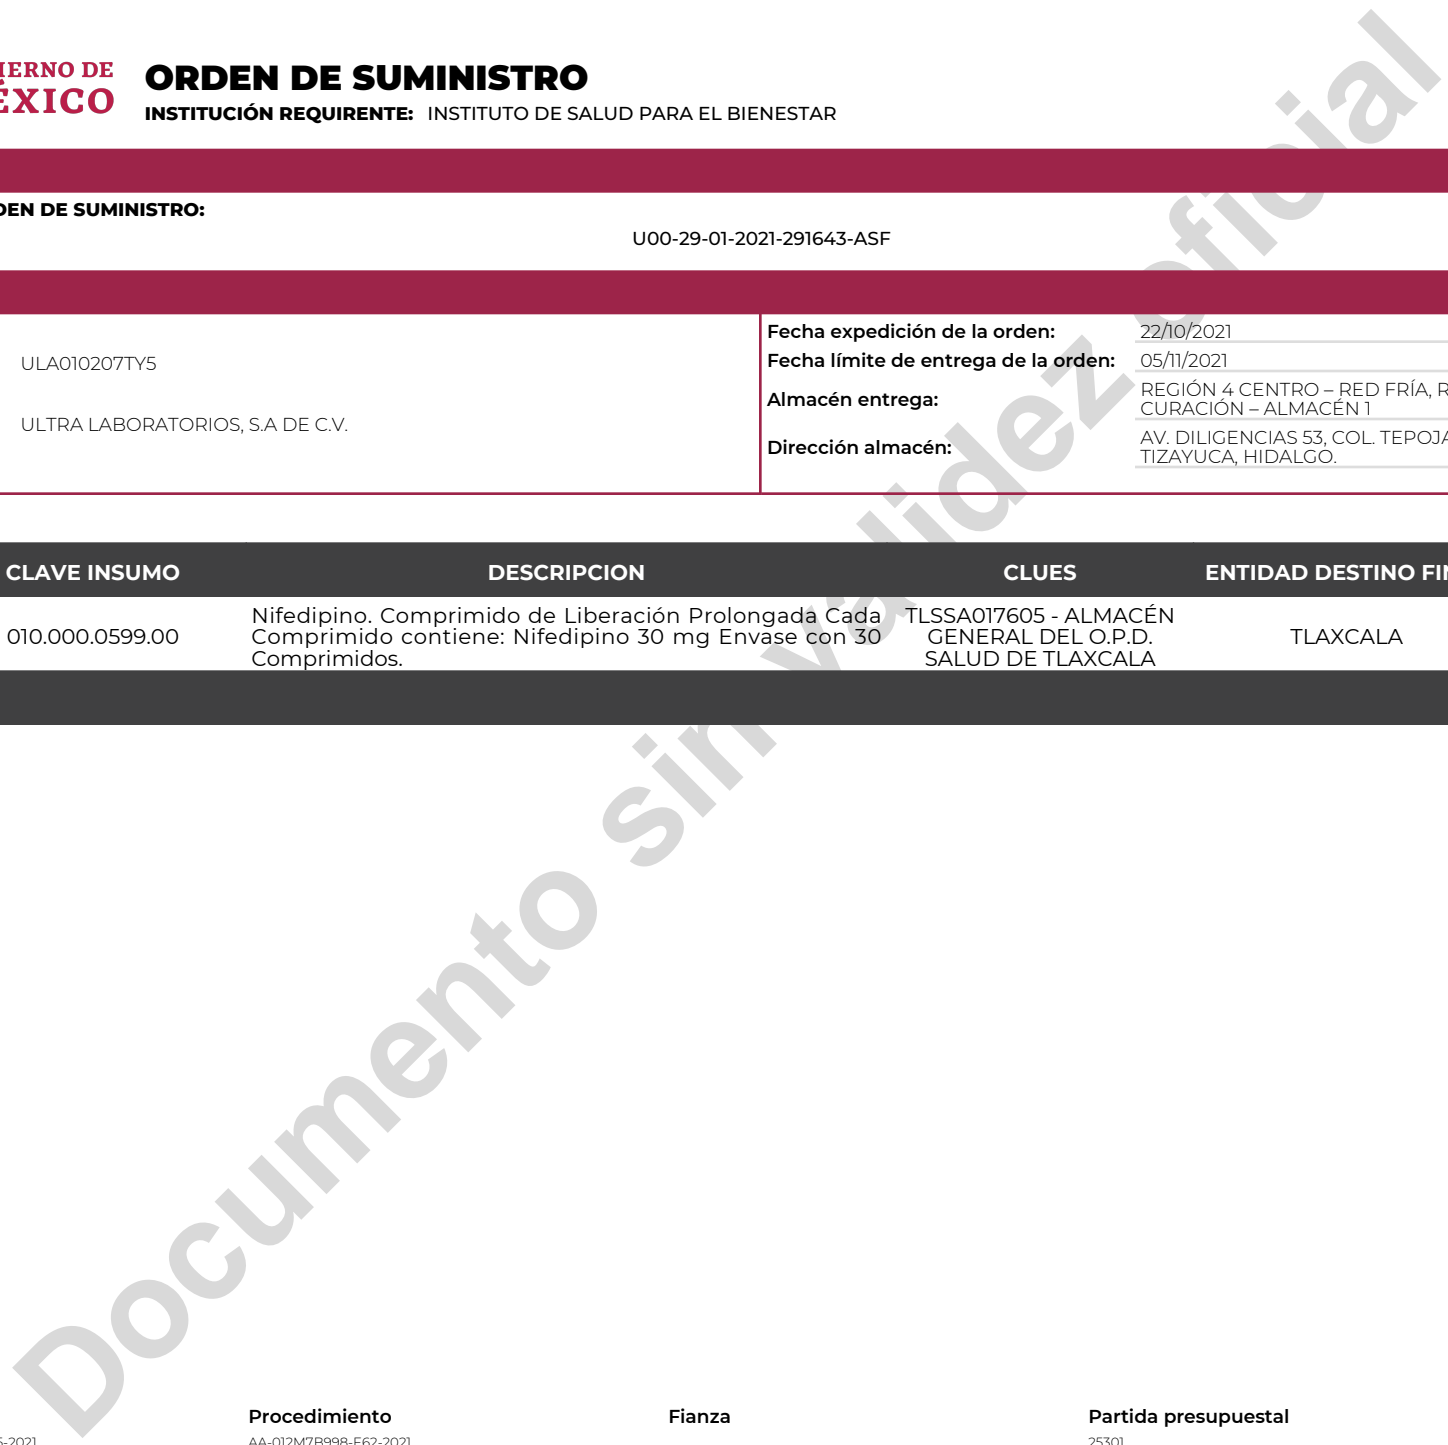 IERNO DE
ÉXICO
ORDEN DE SUMINISTRO
INSTITUCIÓN REQUIRENTE: INSTITUTO DE SALUD PARA EL BIENESTAR
DEN DE SUMINISTRO:
U00-29-01-2021-291643-ASF
ULA010207TY5
ULTRA LABORATORIOS, S.A DE C.V.
Fecha expedición de la orden: 22/10/2021
Fecha límite de entrega de la orden: 05/11/2021
Almacén entrega: REGIÓN 4 CENTRO – RED FRÍA, R
CURACIÓN – ALMACÉN 1
Dirección almacén: AV. DILIGENCIAS 53, COL. TEPOJA
TIZAYUCA, HIDALGO.
CLAVE INSUMO DESCRIPCION CLUES ENTIDAD DESTINO FIN
010.000.0599.00
Nifedipino. Comprimido de Liberación Prolongada Cada
Comprimido contiene: Nifedipino 30 mg Envase con 30
Comprimidos.
TLSSA017605 - ALMACÉN
GENERAL DEL O.P.D.
SALUD DE TLAXCALA
TLAXCALA
Documento sin validez oficial
Procedimiento Fianza Partida presupuestal
5-2021 AA-012M7B998-E62-2021 25301